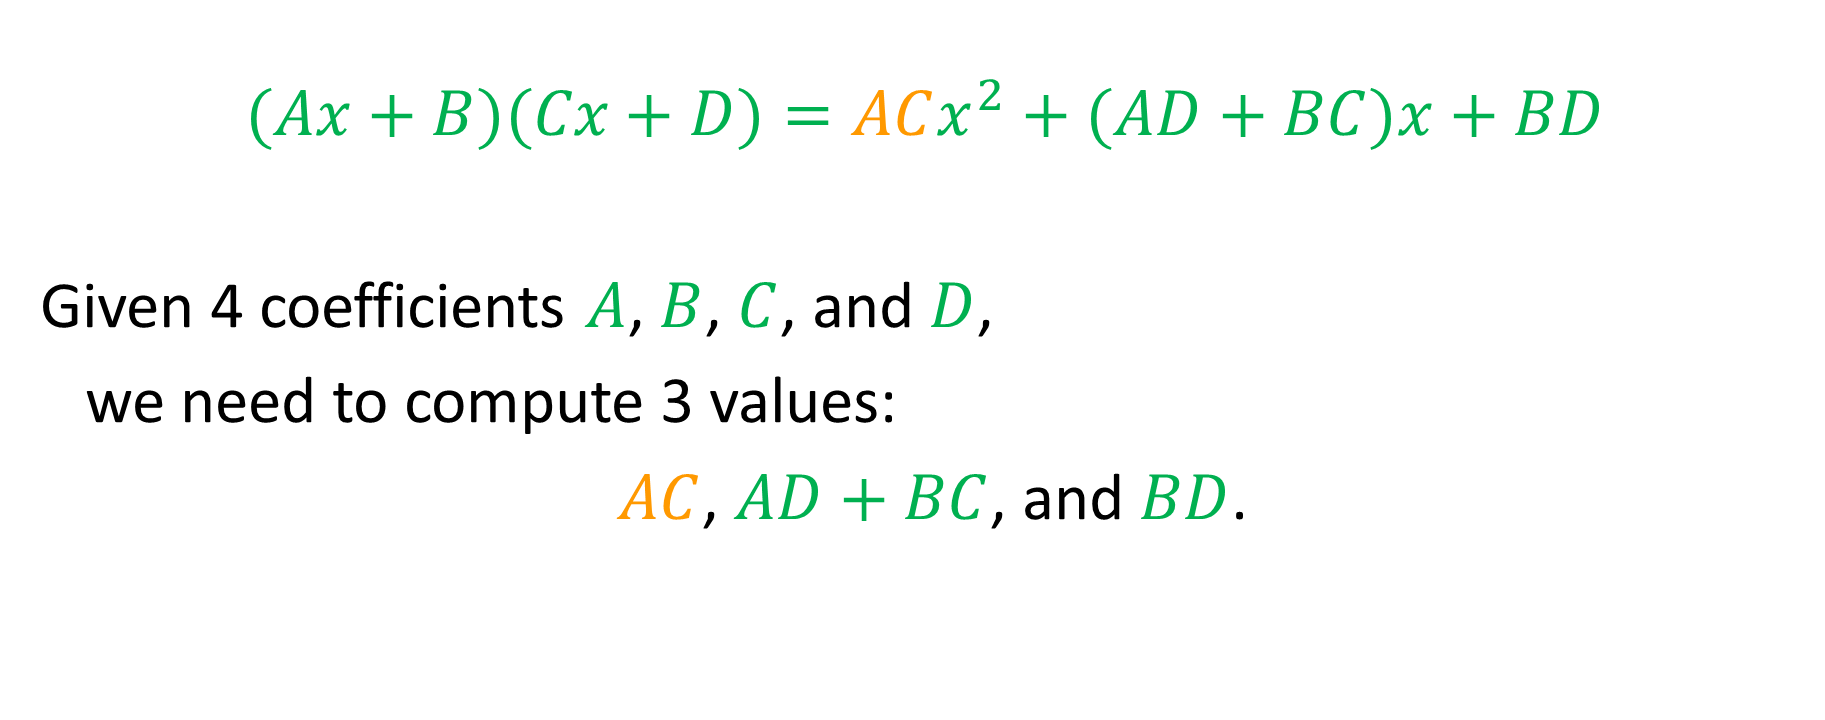 (Ax + B)(Cx + D) = ACx² + (AD + BC)x + BD
Given 4 coefficients A, B, C, and D,
we need to compute 3 values:
AC, AD + BC, and BD.